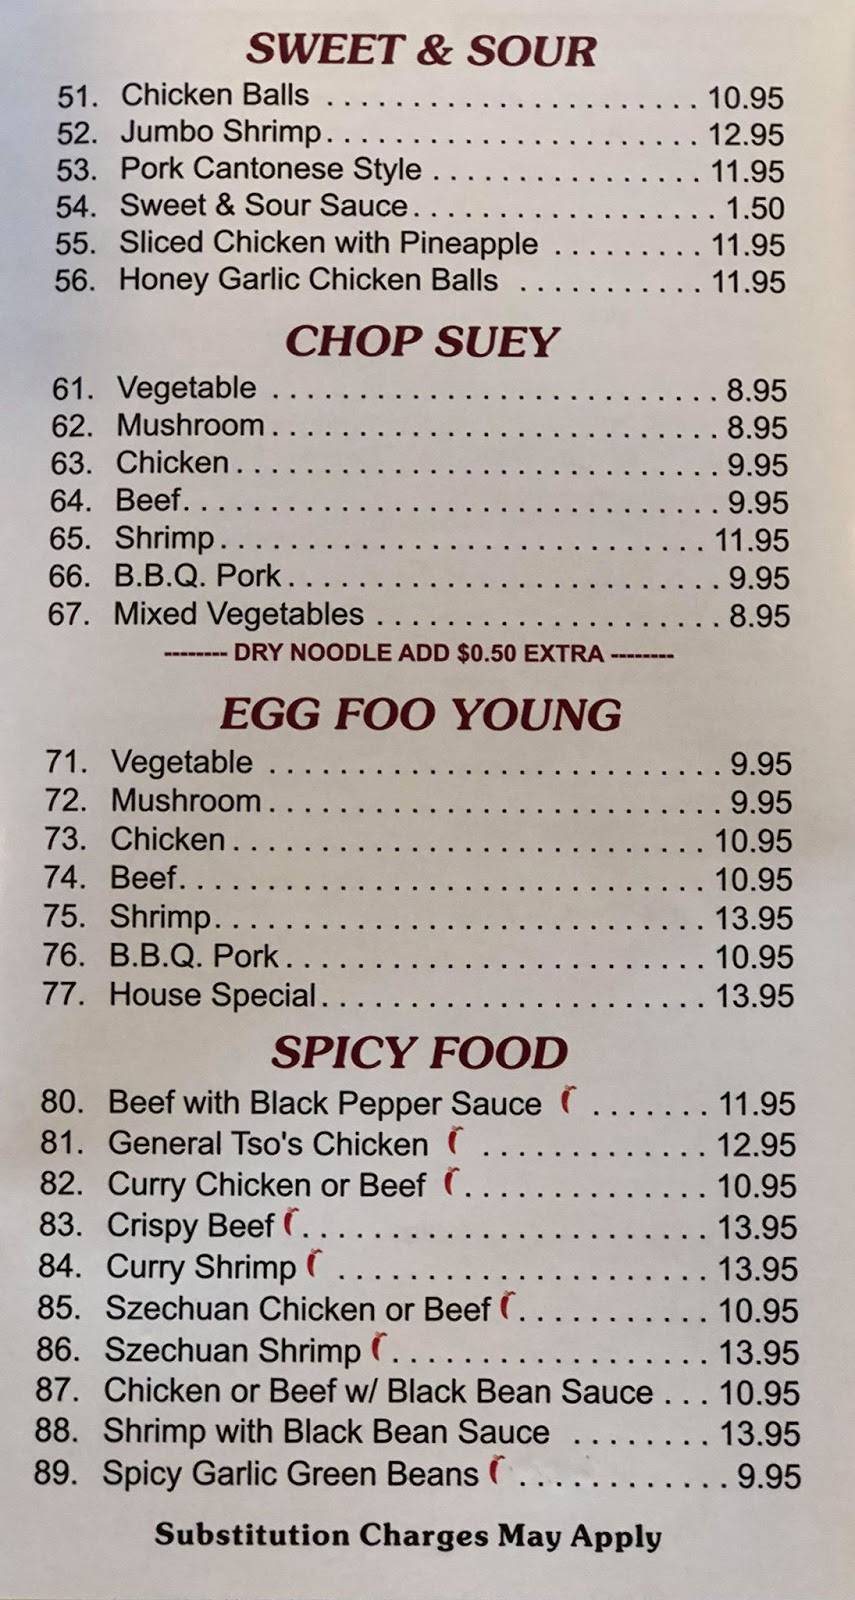 SWEET & SOUR
51. Chicken Balls ..................... 10.95
52. Jumbo Shrimp..................... 12.95
53. Pork Cantonese Style ................ 11.95
54. Sweet & Sour Sauce.................. 1.50
55. Sliced Chicken with Pineapple ......... 11.95
56. Honey Garlic Chicken Balls ........... 11.95
CHOP SUEY
61. Vegetable .......................... 8.95
62. Mushroom.......................... 8.95
63. Chicken............................ 9.95
64. Beef............................... 9.95
65. Shrimp............................ 11.95
66. B.B.Q. Pork......................... 9.95
67. Mixed Vegetables .................... 8.95
-------- DRY NOODLE ADD $0.50 EXTRA --------
EGG FOO YOUNG
71. Vegetable .......................... 9.95
72. Mushroom.......................... 9.95
73. Chicken........................... 10.95
74. Beef.............................. 10.95
75. Shrimp............................ 13.95
76. B.B.Q. Pork........................ 10.95
77. House Special...................... 13.95
SPICY FOOD
80. Beef with Black Pepper Sauce ....... 11.95
81. General Tso's Chicken ............. 12.95
82. Curry Chicken or Beef .............. 10.95
83. Crispy Beef ....................... 13.95
84. Curry Shrimp ..................... 13.95
85. Szechuan Chicken or Beef ........... 10.95
86. Szechuan Shrimp .................. 13.95
87. Chicken or Beef w/ Black Bean Sauce ... 10.95
88. Shrimp with Black Bean Sauce ........ 13.95
89. Spicy Garlic Green Beans ............ 9.95
Substitution Charges May Apply